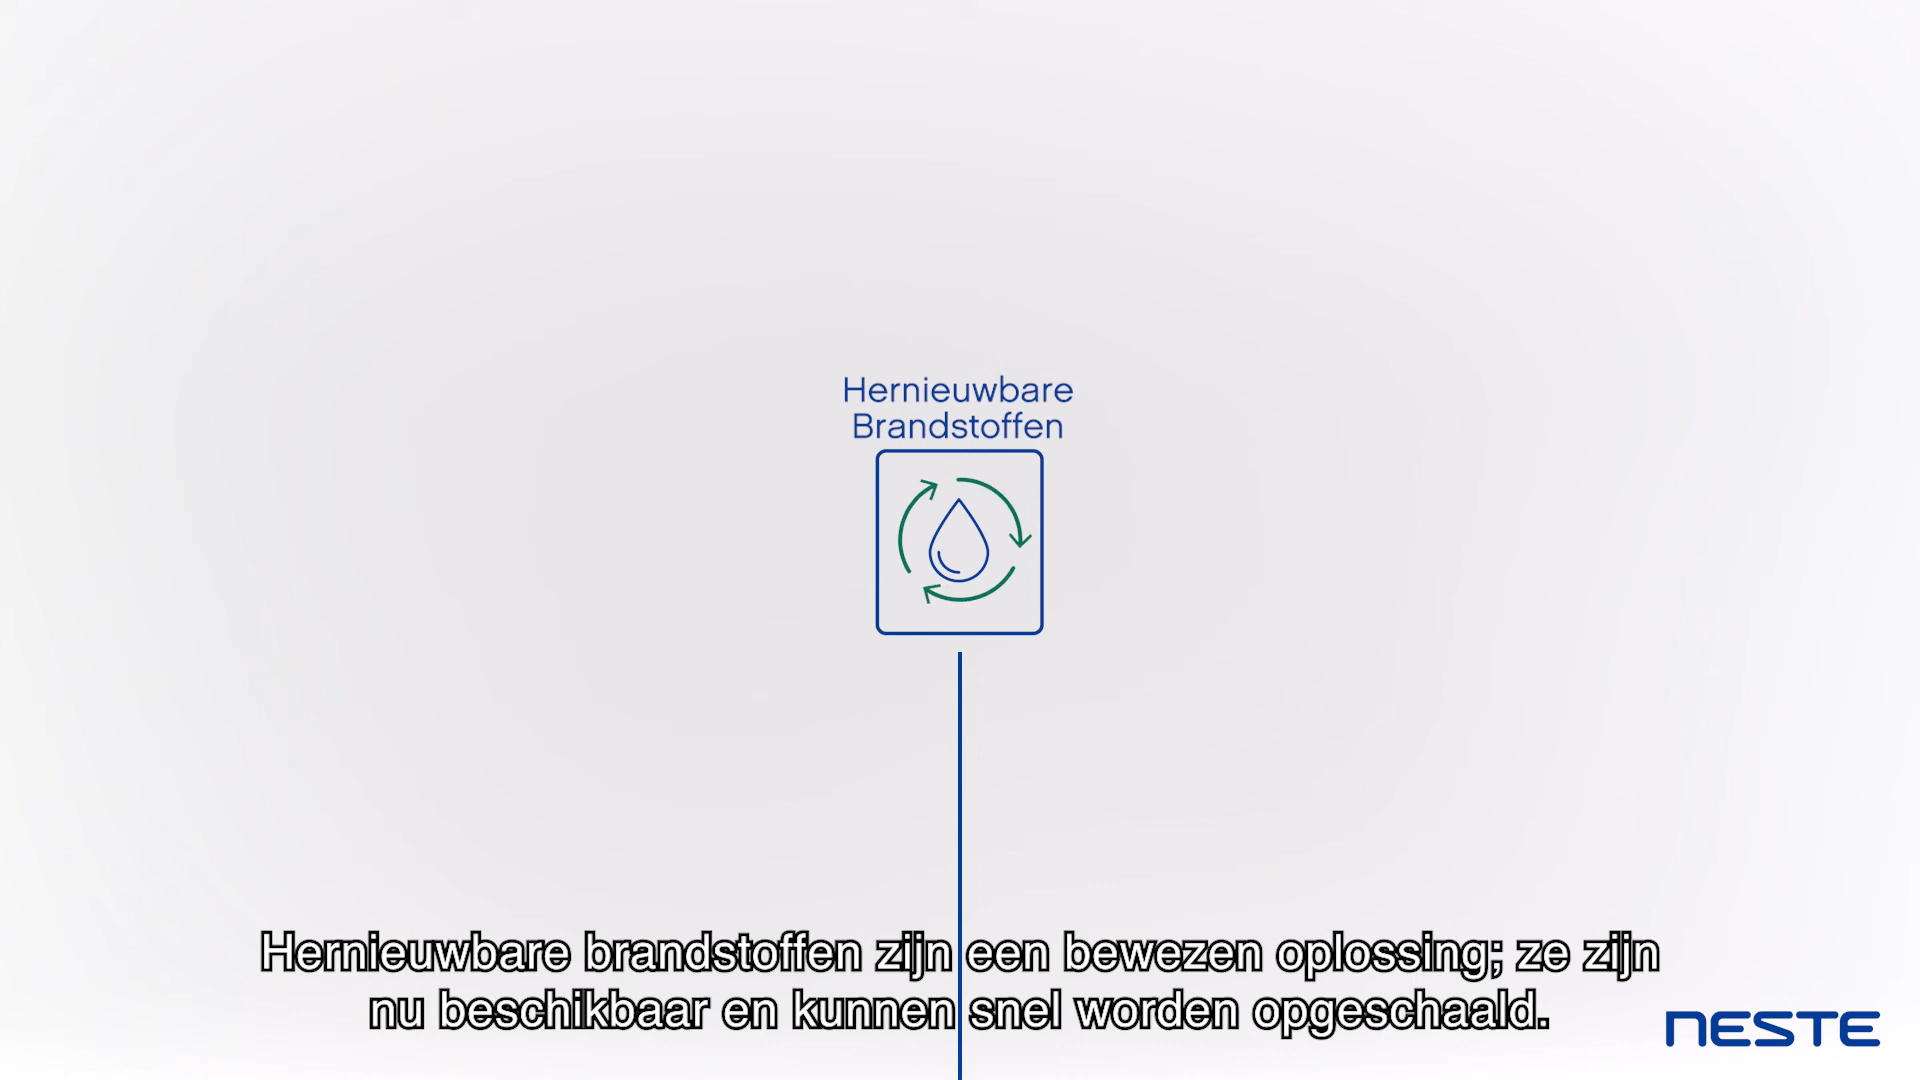 Hernieuwbare
Brandstoffen
Hernieuwbare brandstoffen zijn een bewezen oplossing; ze zijn
nu beschikbaar en kunnen snel worden opgeschaald.
NESTE